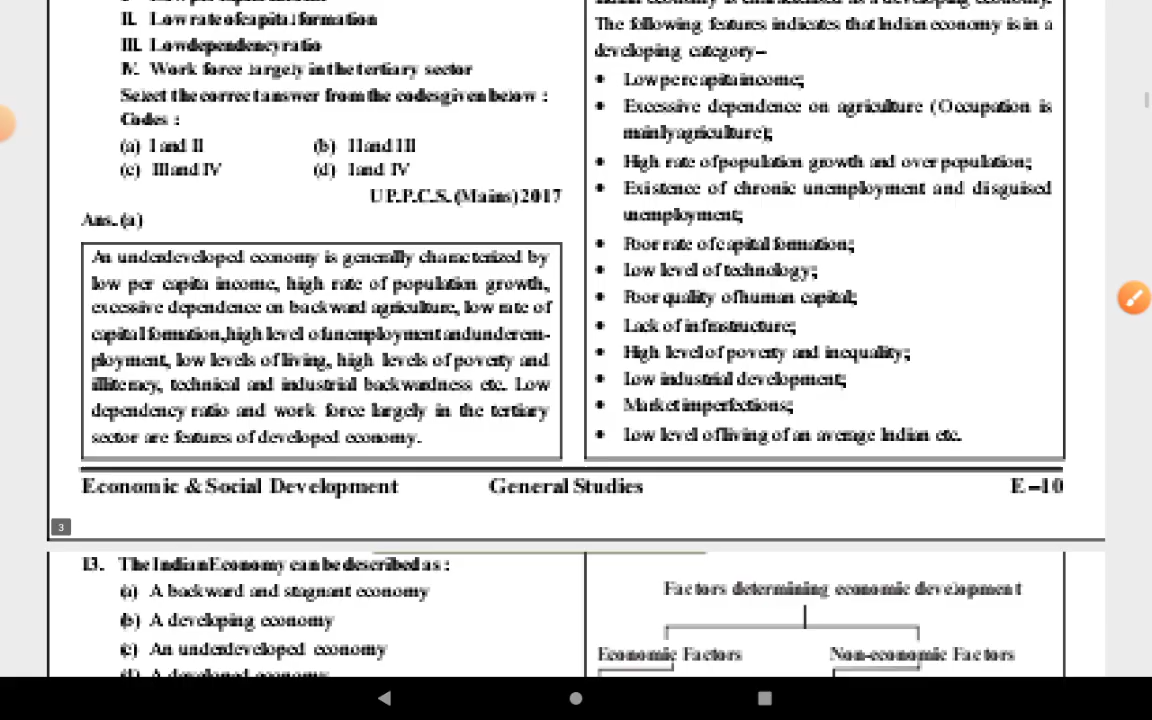 II. Low rate of capital formation
III. Low dependency ratio
IV. Work force largely in the tertiary sector
Select the correct answer from the codes given below :
Codes :
(a) I and II (b) II and III
(c) III and IV (d) I and IV
U.P.P.C.S. (Mains) 2017
Ans. (a)
An underdeveloped economy is generally characterized by
low per capita income, high rate of population growth,
excessive dependence on backward agriculture, low rate of
capital formation, high level of unemployment and underem-
ployment, low levels of living, high levels of poverty and
illiteracy, technical and industrial backwardness etc. Low
dependency ratio and work force largely in the tertiary
sector are features of developed economy.
The following features indicates that Indian economy is in a
developing category–
• Low per capita income;
• Excessive dependence on agriculture (Occupation is
mainly agriculture);
• High rate of population growth and over population;
• Existence of chronic unemployment and disguised
unemployment;
• Poor rate of capital formation;
• Low level of technology;
• Poor quality of human capital;
• Lack of infrastructure;
• High level of poverty and inequality;
• Low industrial development;
• Market imperfections;
• Low level of living of an average Indian etc.
Economic & Social Development General Studies E–10
3
13. The Indian Economy can be described as :
(a) A backward and stagnant economy
(b) A developing economy
(c) An underdeveloped economy
(d) A developed economy
Factors determining economic development
Economic Factors Non-economic Factors